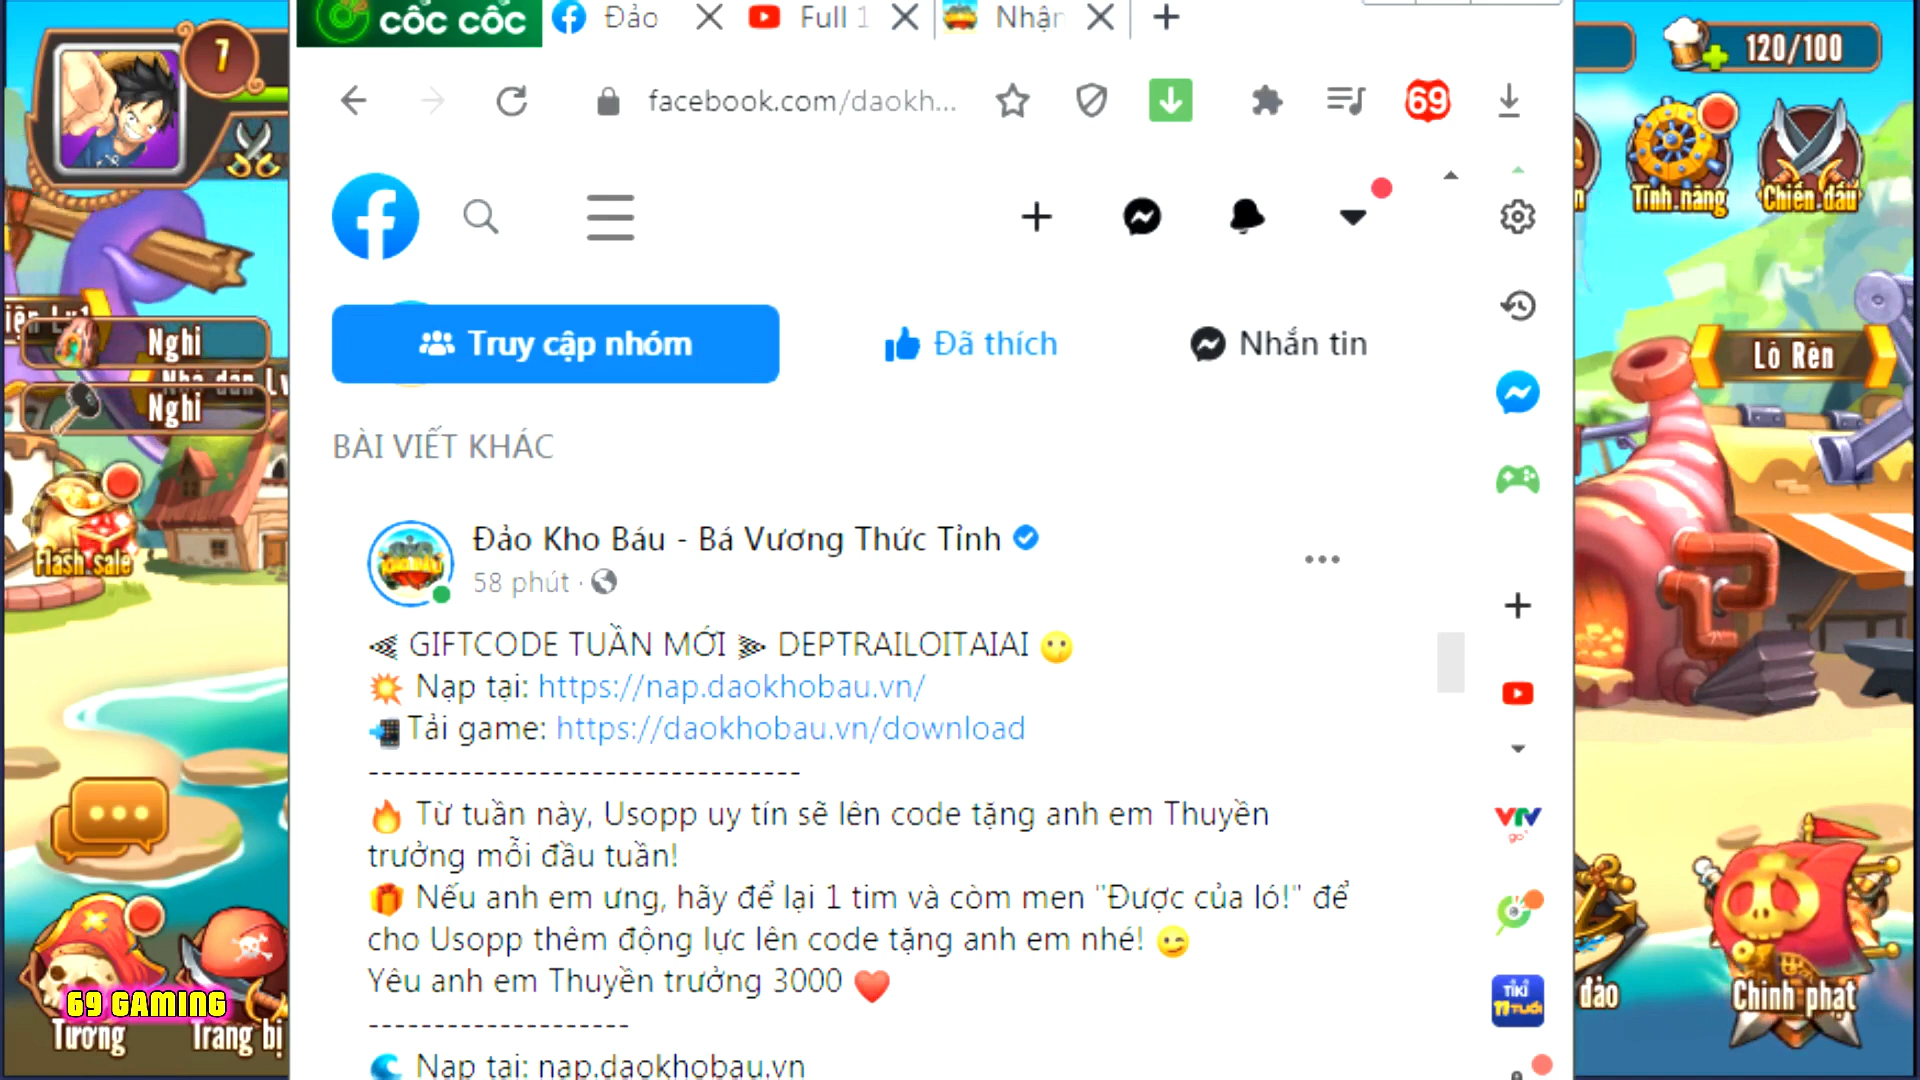 7
cốc cốc
Đảo
Full 1
Nhận
120/100
facebook.com/daokh...
69
Tính năng
Chiến đấu
Nghỉ
Nghỉ
Truy cập nhóm
Đã thích
Nhắn tin
Lò Rèn
BÀI VIẾT KHÁC
Flash sale
Đảo Kho Báu - Bá Vương Thức Tỉnh
58 phút ·
⫷ GIFTCODE TUẦN MỚI ⫸ DEPTRAILOITAIAI 😶
💥 Nạp tại: https://nap.daokhobau.vn/
📲 Tải game: https://daokhobau.vn/download
---------------------------------
🔥 Từ tuần này, Usopp uy tín sẽ lên code tặng anh em Thuyền
trưởng mỗi đầu tuần!
🎁 Nếu anh em ưng, hãy để lại 1 tim và còm men "Được của ló!" để
cho Usopp thêm động lực lên code tặng anh em nhé! 😉
Yêu anh em Thuyền trưởng 3000 ❤️
--------------------
🌊 Nạp tại: nap.daokhobau.vn
VTV
go
TIKI
11 TUỔI
69 GAMING
Tướng
Trang bị
đảo
Chinh phạt